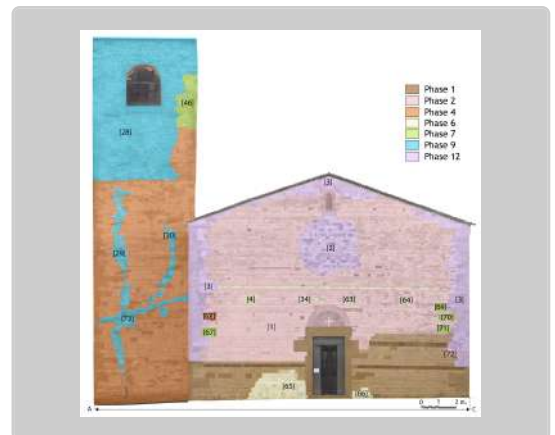 Phase 1
Phase 2
Phase 4
Phase 6
Phase 7
Phase 9
Phase 12
[46]
[28]
[3]
[2]
[29]
[3]
[4] [34] [63] [64] [3]
[70]
[67] [71]
[73] [1]
[72]
[65]
0 1 2 m.
A C